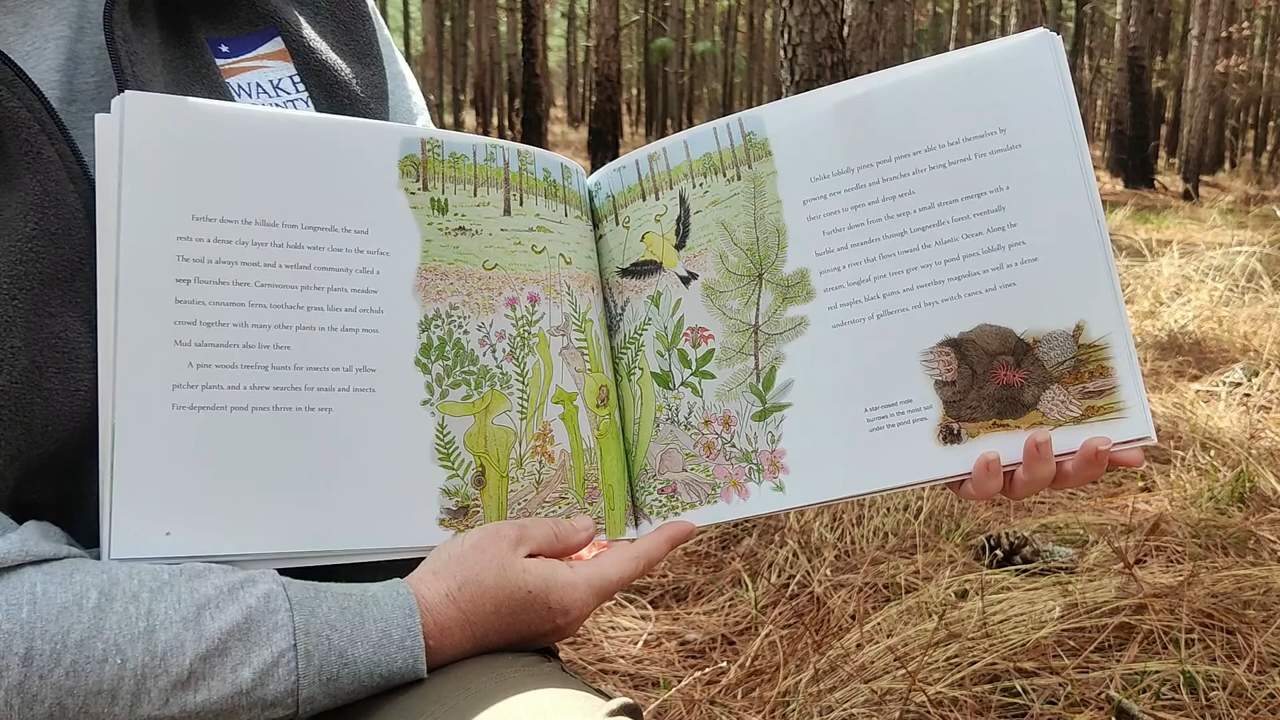 WAKE
COUNTY
Farther down the hillside from Longneedle, the sand
rests on a dense clay layer that holds water close to the surface
The soil is always moist, and a wetland community called a
seep flourishes there. Carnivorous pitcher plants, meadow
beauties, cinnamon ferns, toothache grass, lilies and orchids
crowd together with many other plants in the damp moss.
Mud salamanders also live there.
A pine woods treefrog hunts for insects on tall yellow
pitcher plants, and a shrew searches for snails and insects.
Fire-dependent pond pines thrive in the seep.
Unlike loblolly pines, pond pines are able to heal themselves by
growing new needles and branches after being burned. Fire stimulates
their cones to open and drop seeds.
Further down from the seep, a small stream emerges with a
burble and meanders through Longneedle's forest, eventually
joining a river that flows toward the Atlantic Ocean. Along the
stream, longleaf pine trees give way to pond pines, loblolly pines,
red maples, black gums, and sweetbay magnolias, as well as a dense
understory of gallberries, red bays, switch canes, and vines.
A star-nosed mole
burrows in the moist soil
under the pond pines.